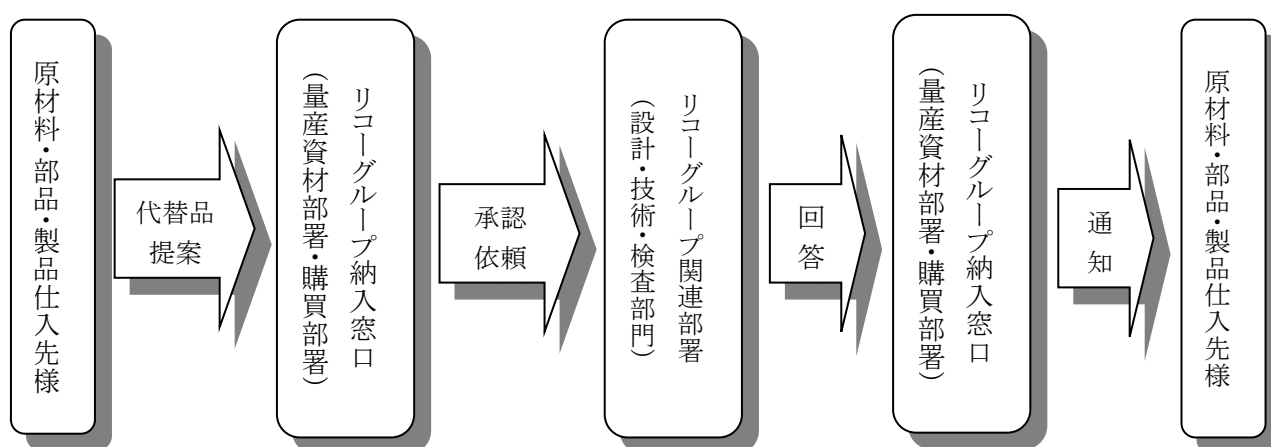 原材料・部品・製品仕入先様
代替品
提案
リコーグループ納入窓口
(量産資材部署・購買部署)
承認
依頼
リコーグループ関連部署
(設計・技術・検査部門)
回
答
リコーグループ納入窓口
(量産資材部署・購買部署)
通
知
原材料・部品・製品仕入先様